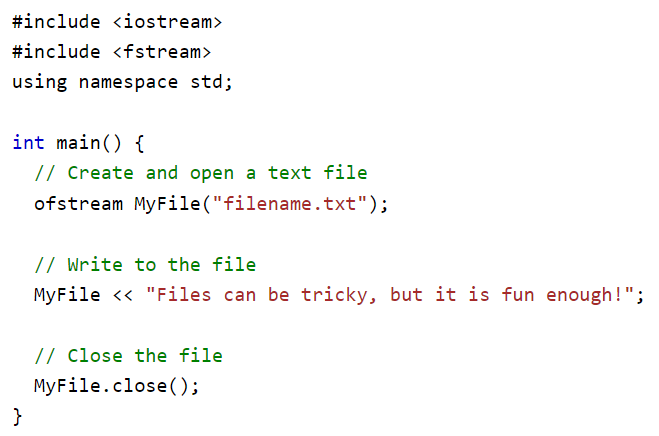 #include <iostream>
#include <fstream>
using namespace std;

int main() {
  // Create and open a text file
  ofstream MyFile("filename.txt");

  // Write to the file
  MyFile << "Files can be tricky, but it is fun enough!";

  // Close the file
  MyFile.close();
}